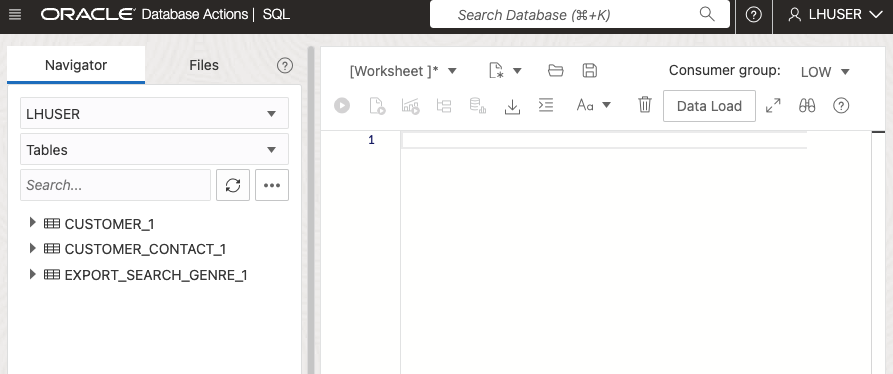 ORACLE Database Actions | SQL
Search Database (⌘+K)
LHUSER
Navigator
Files
LHUSER
Tables
Search...
CUSTOMER_1
CUSTOMER_CONTACT_1
EXPORT_SEARCH_GENRE_1
[Worksheet ]*
Consumer group:
LOW
Aa
Data Load
1